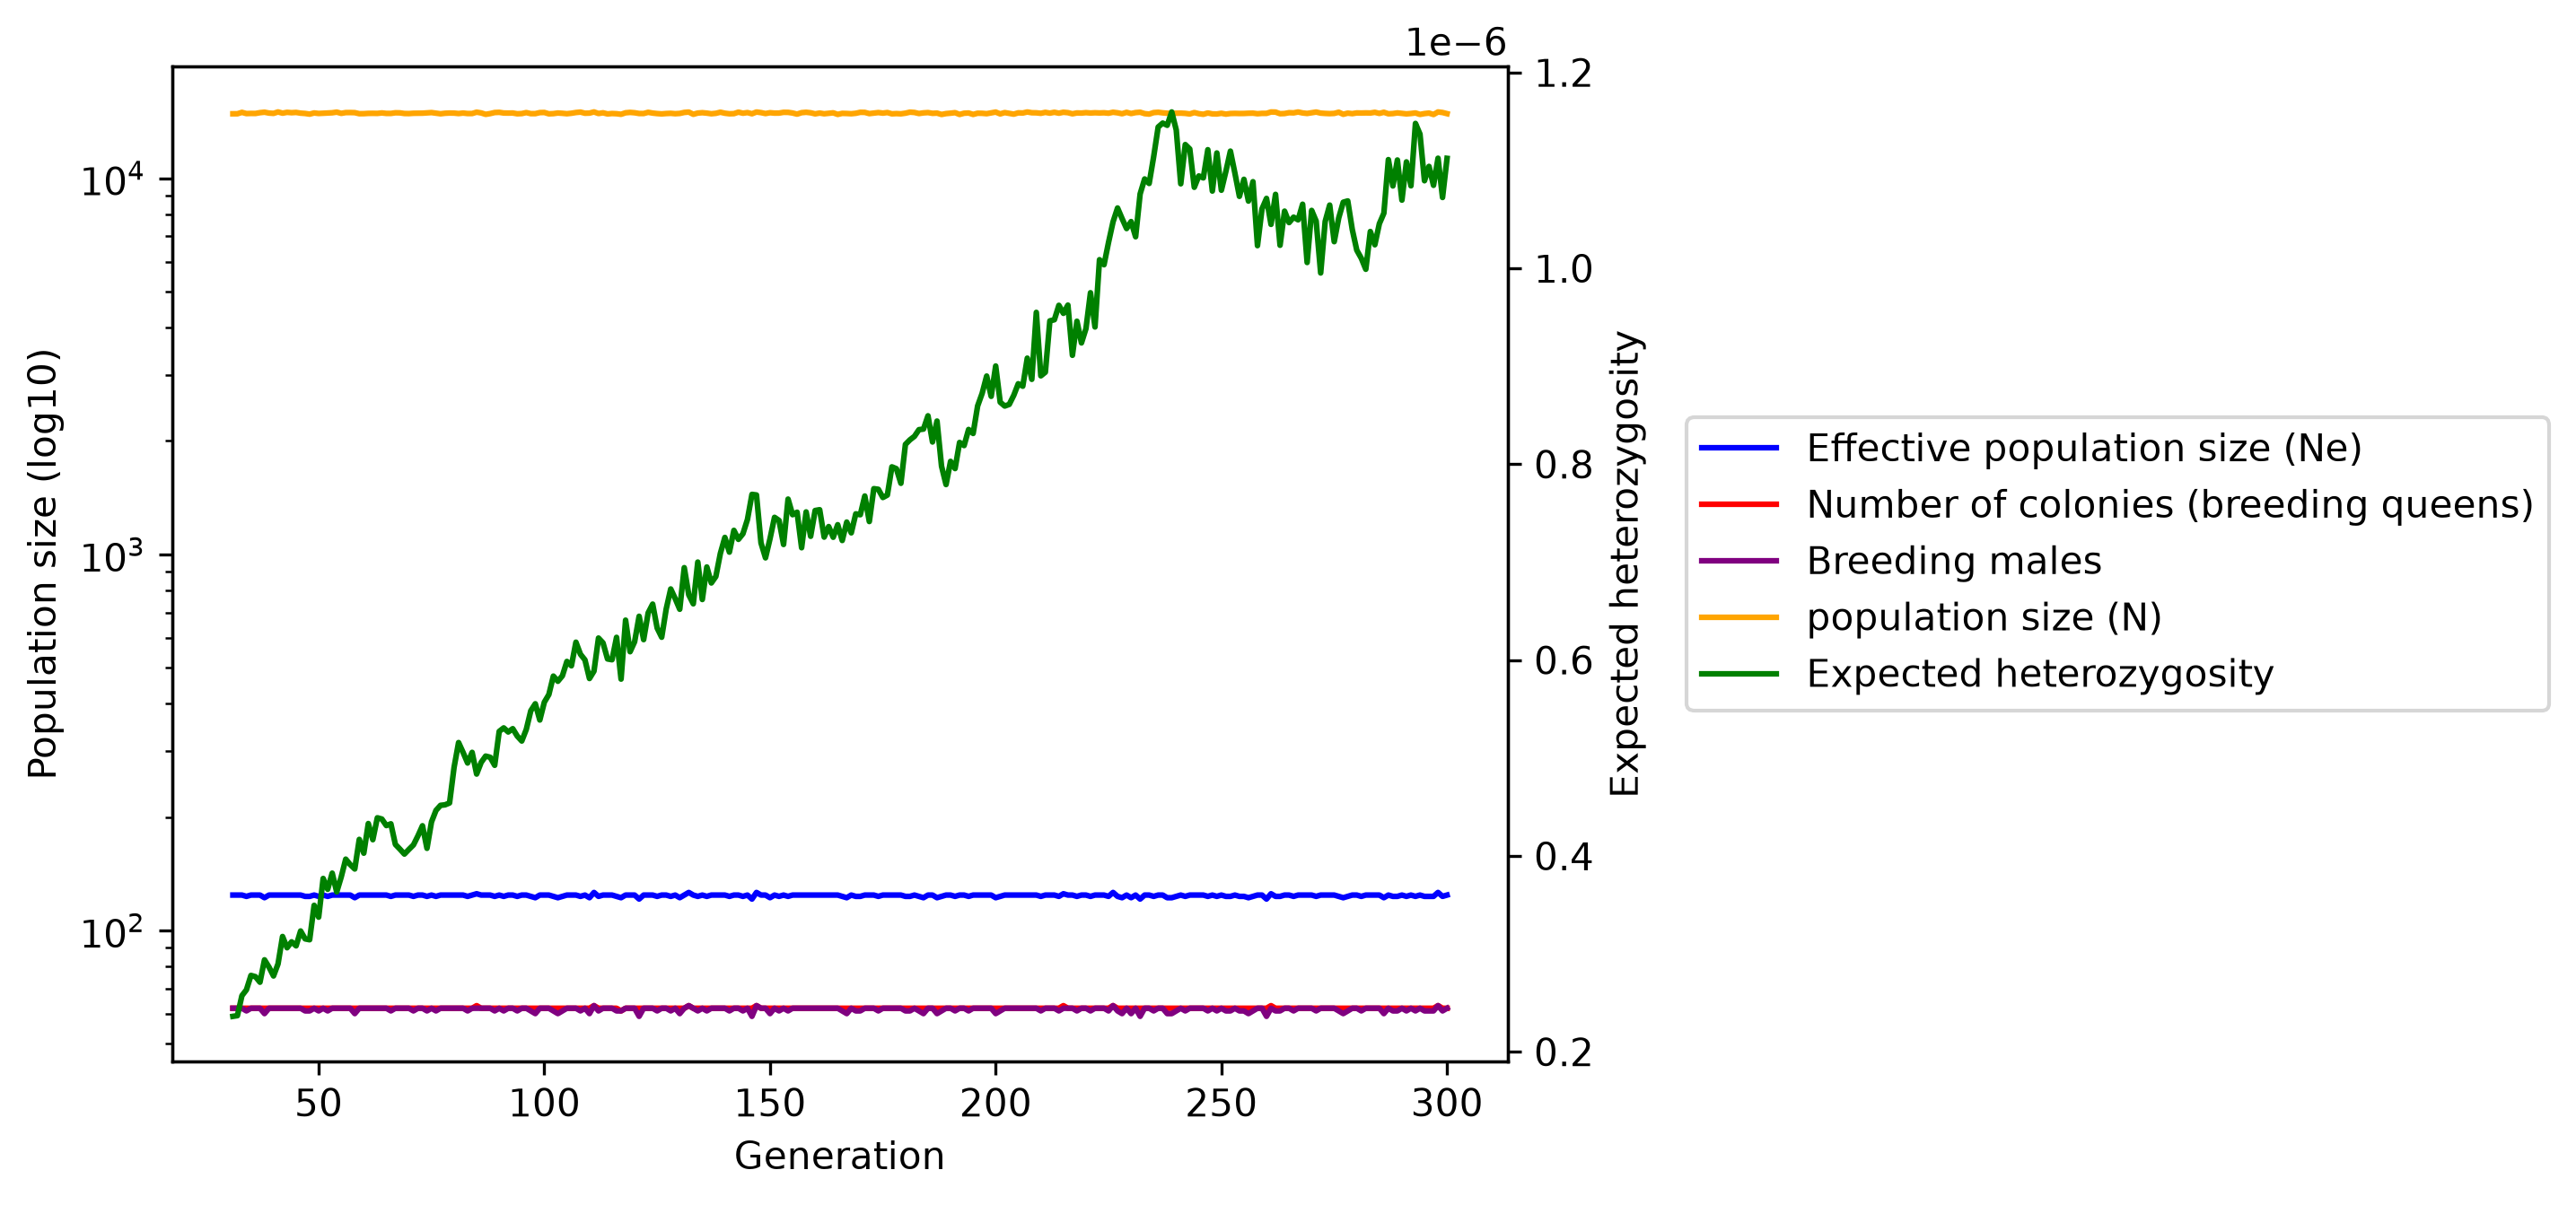 1e−6
Population size (log10)
10⁴
10³
10²
1.2
1.0
0.8
0.6
0.4
0.2
Expected heterozygosity
50 100 150 200 250 300
Generation
Effective population size (Ne)
Number of colonies (breeding queens)
Breeding males
population size (N)
Expected heterozygosity